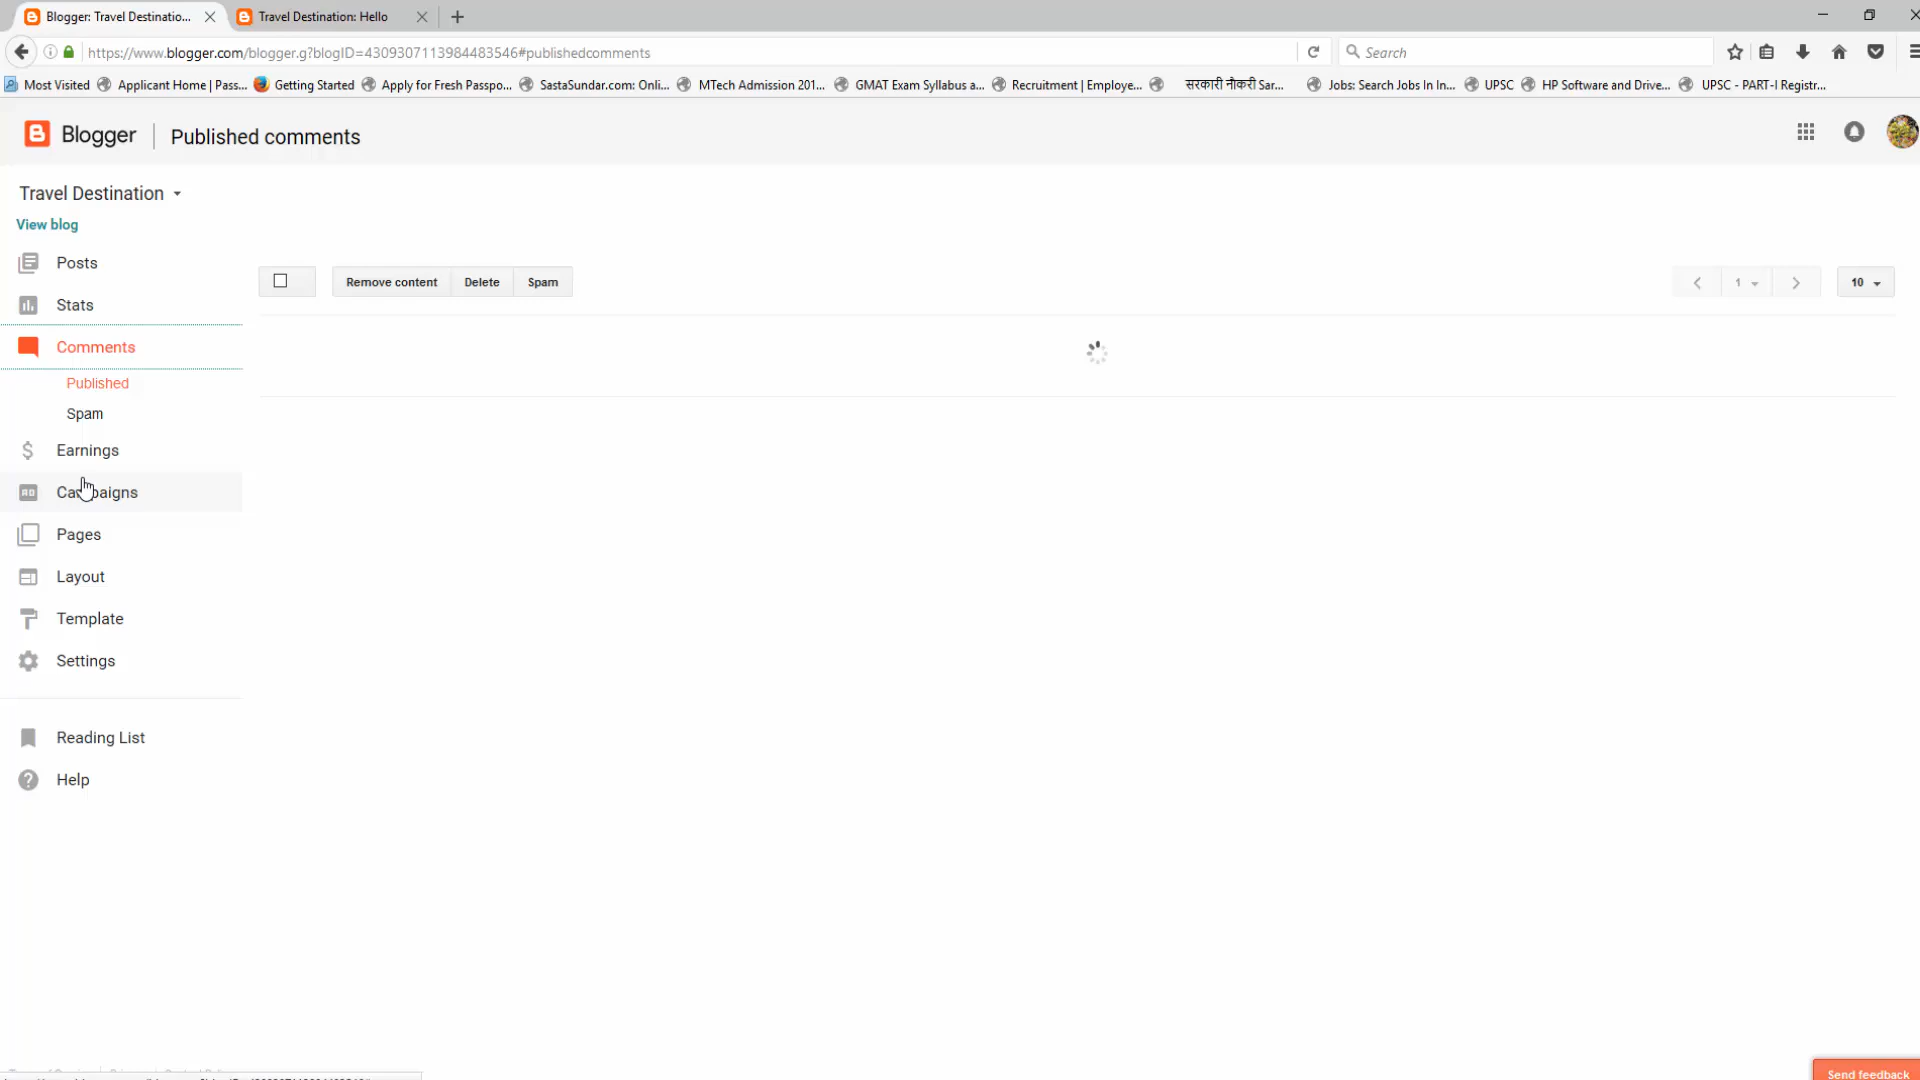 Blogger: Travel Destinatio...
Travel Destination: Hello
https://www.blogger.com/blogger.g?blogID=4309307113984483546#publishedcomments
Search
Most Visited
Applicant Home | Pass...
Getting Started
Apply for Fresh Passpo...
SastaSundar.com: Onli...
MTech Admission 201...
GMAT Exam Syllabus a...
Recruitment | Employe...
सरकारी नौकरी Sar...
Jobs: Search Jobs In In...
UPSC
HP Software and Drive...
UPSC - PART-I Registr...
Blogger
Published comments
Travel Destination
View blog
Posts
Stats
Comments
Published
Spam
Earnings
Campaigns
Pages
Layout
Template
Settings
Reading List
Help
Remove content
Delete
Spam
1
10
Send feedback